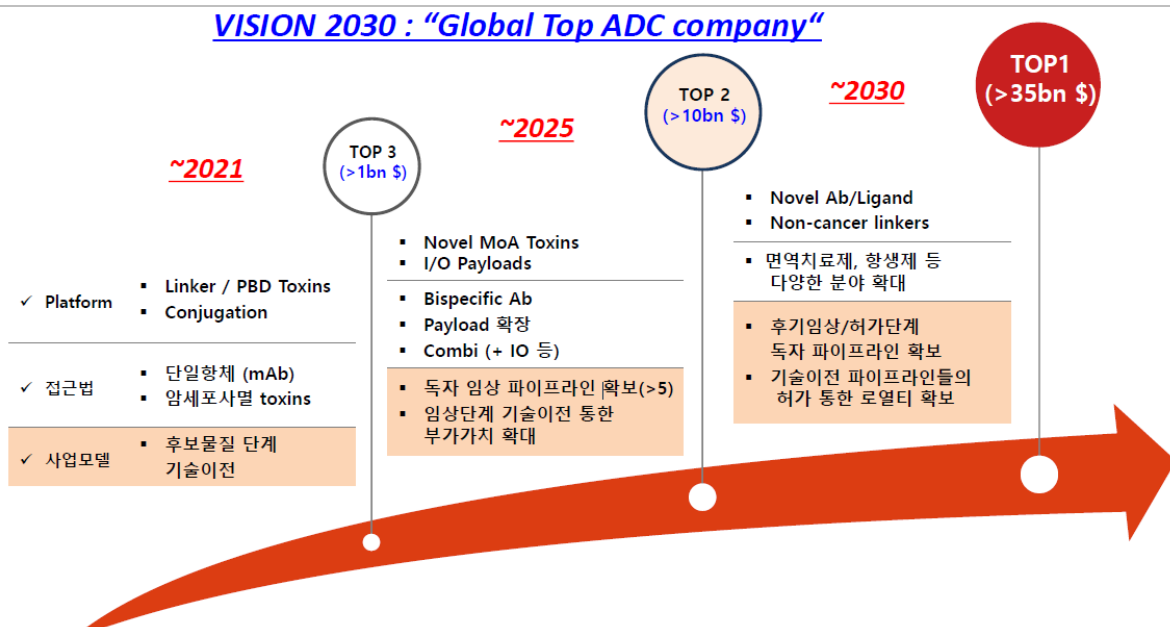 VISION 2030 : “Global Top ADC company“
~2021
TOP 3
(>1bn $)
~2025
TOP 2
(>10bn $)
~2030
TOP1
(>35bn $)
✓ Platform
▪ Linker / PBD Toxins
▪ Conjugation
✓ 접근법
▪ 단일항체 (mAb)
▪ 암세포사멸 toxins
✓ 사업모델
▪ 후보물질 단계
기술이전
▪ Novel MoA Toxins
▪ I/O Payloads
▪ Bispecific Ab
▪ Payload 확장
▪ Combi (+ IO 등)
▪ 독자 임상 파이프라인 확보(>5)
▪ 임상단계 기술이전 통한
부가가치 확대
▪ Novel Ab/Ligand
▪ Non-cancer linkers
▪ 면역치료제, 항생제 등
다양한 분야 확대
▪ 후기임상/허가단계
독자 파이프라인 확보
▪ 기술이전 파이프라인들의
허가 통한 로열티 확보